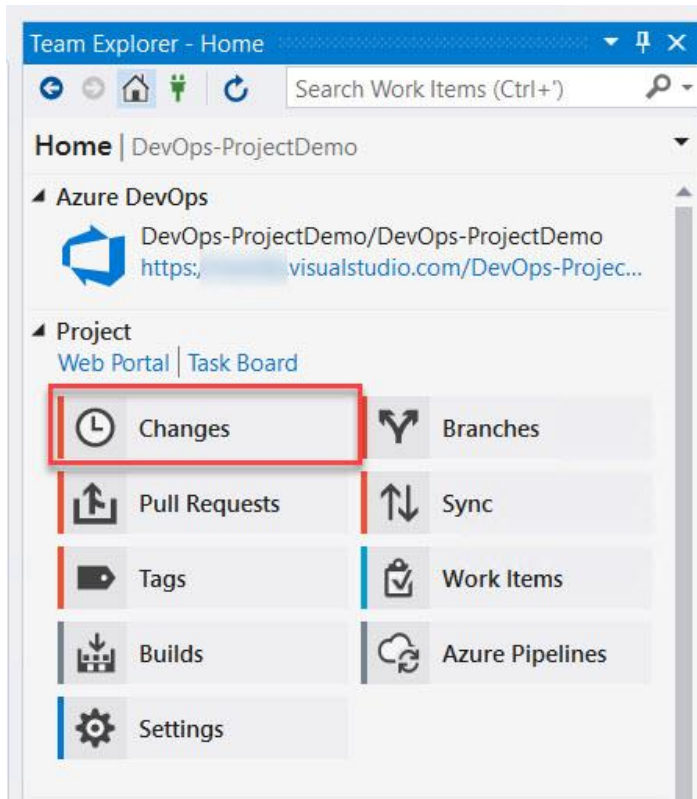 Team Explorer - Home
Search Work Items (Ctrl+')
Home | DevOps-ProjectDemo
Azure DevOps
DevOps-ProjectDemo/DevOps-ProjectDemo
https:/ .visualstudio.com/DevOps-Projec...
Project
Web Portal | Task Board
Changes
Branches
Pull Requests
Sync
Tags
Work Items
Builds
Azure Pipelines
Settings